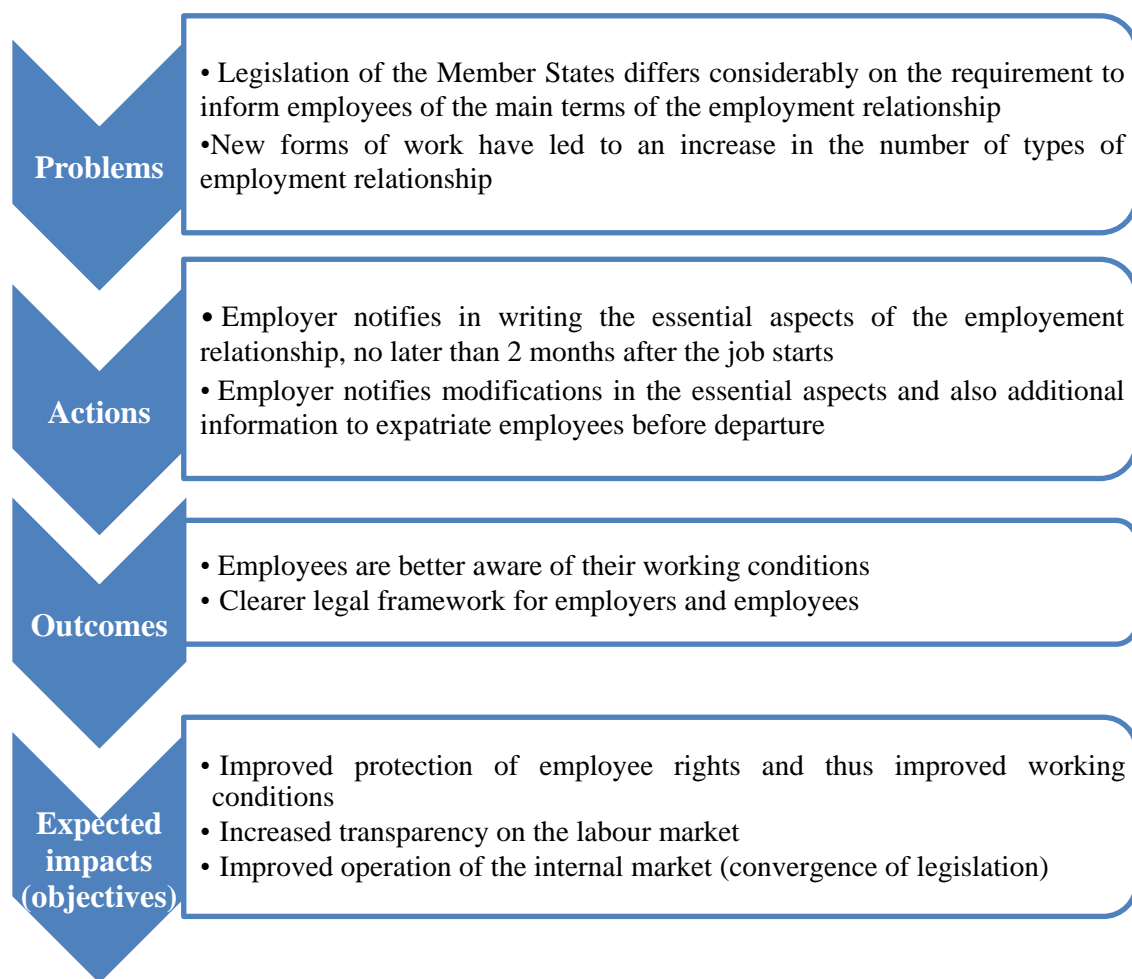 Problems
• Legislation of the Member States differs considerably on the requirement to
inform employees of the main terms of the employment relationship
•New forms of work have led to an increase in the number of types of
employment relationship
Actions
• Employer notifies in writing the essential aspects of the employement
relationship, no later than 2 months after the job starts
• Employer notifies modifications in the essential aspects and also additional
information to expatriate employees before departure
Outcomes
• Employees are better aware of their working conditions
• Clearer legal framework for employers and employees
Expected
impacts
(objectives)
• Improved protection of employee rights and thus improved working
conditions
• Increased transparency on the labour market
• Improved operation of the internal market (convergence of legislation)